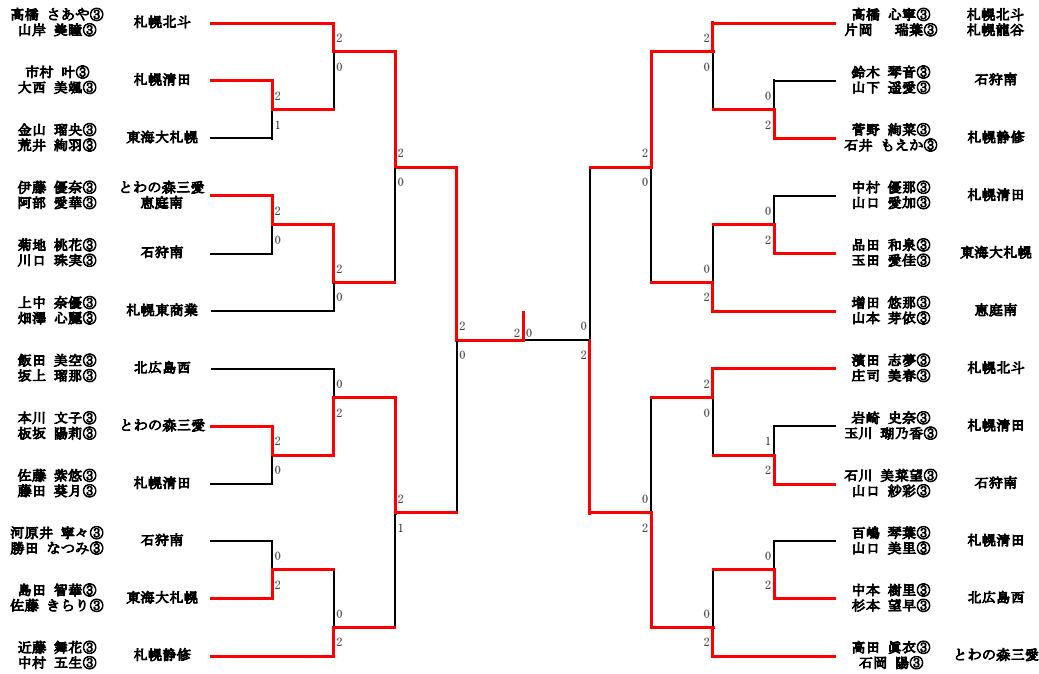 高橋 さあや③
山岸 美瞳③
札幌北斗
市村 叶③
大西 美颯③
札幌清田
金山 瑠央③
荒井 絢羽③
東海大札幌
伊藤 優奈③
阿部 愛華③
とわの森三愛
恵庭南
菊地 桃花③
川口 珠実③
石狩南
上中 奈優③
畑澤 心麗③
札幌東商業
飯田 美空③
坂上 瑠那③
北広島西
本川 文子③
板坂 陽莉③
とわの森三愛
佐藤 紫悠③
藤田 葵月③
札幌清田
河原井 寧々③
勝田 なつみ③
石狩南
島田 智華③
佐藤 きらり③
東海大札幌
近藤 舞花③
中村 五生③
札幌静修
2
0
2
1
2
0
2
0
2
0
2
0
0
2
2
0
2
1
0
2
0
2
2
0
0
2
2
0
2
0
0
2
0
2
0
2
2
0
0
2
1
2
0
2
0
2
高橋 心寧③
片岡 瑞葉③
札幌北斗
札幌龍谷
鈴木 琴音③
山下 遥愛③
石狩南
菅野 絢菜③
石井 もえか③
札幌静修
中村 優那③
山口 愛加③
札幌清田
品田 和泉③
玉田 愛佳③
東海大札幌
増田 悠那③
山本 芽依③
恵庭南
濱田 志夢③
庄司 美春③
札幌北斗
岩崎 史奈③
玉川 瑚乃香③
札幌清田
石川 美菜望③
山口 紗彩③
石狩南
百嶋 琴葉③
山口 美里③
札幌清田
中本 樹里③
杉本 望早③
北広島西
高田 眞衣③
石岡 陽③
とわの森三愛